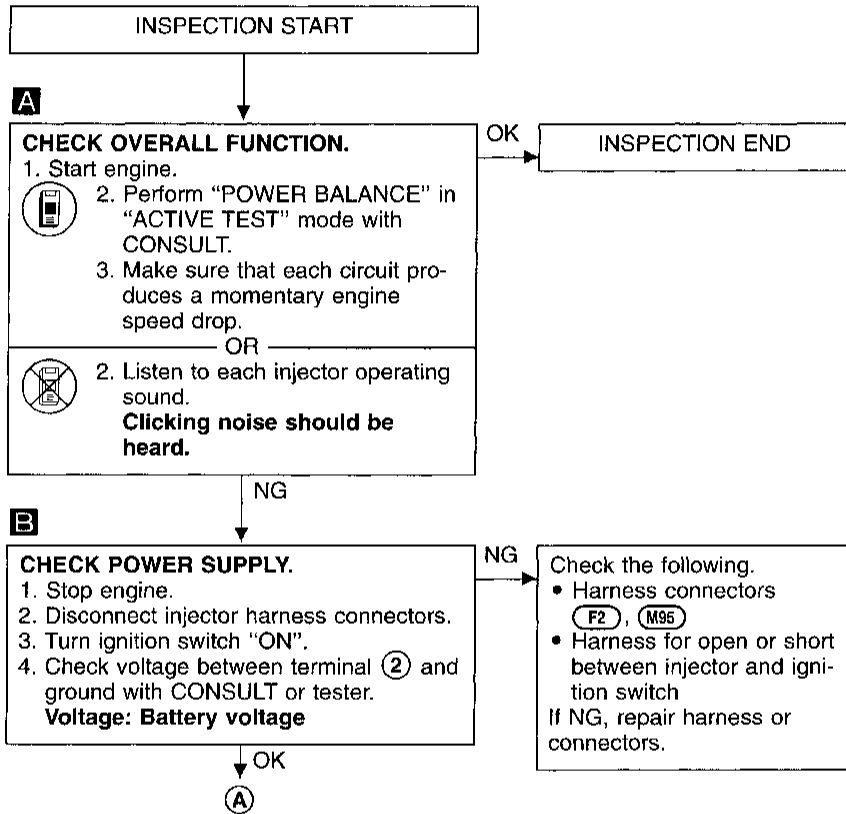 INSPECTION START
A
CHECK OVERALL FUNCTION.
1. Start engine.
2. Perform “POWER BALANCE” in
“ACTIVE TEST” mode with
CONSULT.
3. Make sure that each circuit pro-
duces a momentary engine
speed drop.
OR
2. Listen to each injector operating
sound.
Clicking noise should be
heard.
OK
INSPECTION END
NG
B
CHECK POWER SUPPLY.
1. Stop engine.
2. Disconnect injector harness connectors.
3. Turn ignition switch “ON”.
4. Check voltage between terminal ② and
ground with CONSULT or tester.
Voltage: Battery voltage
NG
Check the following.
• Harness connectors
F2, M95
• Harness for open or short
between injector and igni-
tion switch
If NG, repair harness or
connectors.
OK
Ⓐ